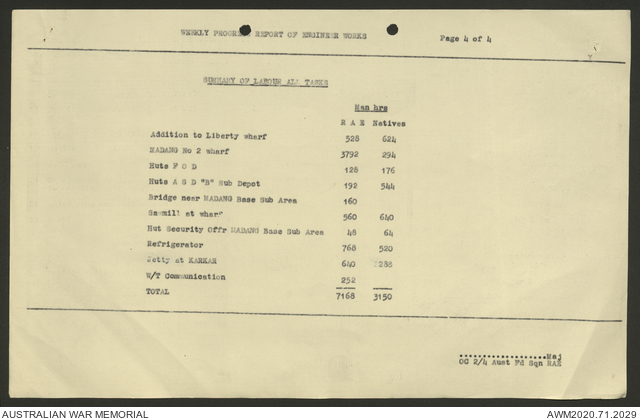 WEEKLY PROGRESS REPORT OF ENGINEER WORKS Page 4 of 4
SUMMARY OF LABOUR ALL TASKS
Man hrs
R A E Natives
Addition to Liberty wharf 528 624
MADANG No 2 wharf 3792 294
Huts F O D 128 176
Huts A S D "B" Sub Depot 192 544
Bridge near MADANG Base Sub Area 160
Sawmill at wharf 560 640
Hut Security Offr MADANG Base Sub Area 48 64
Refrigerator 768 520
Jetty at KARKAR 640 288
W/T Communication 252
TOTAL 7168 3150
...................Maj
OC 2/4 Aust Fd Sqn RAE
AUSTRALIAN WAR MEMORIAL AWM2020.71.2029